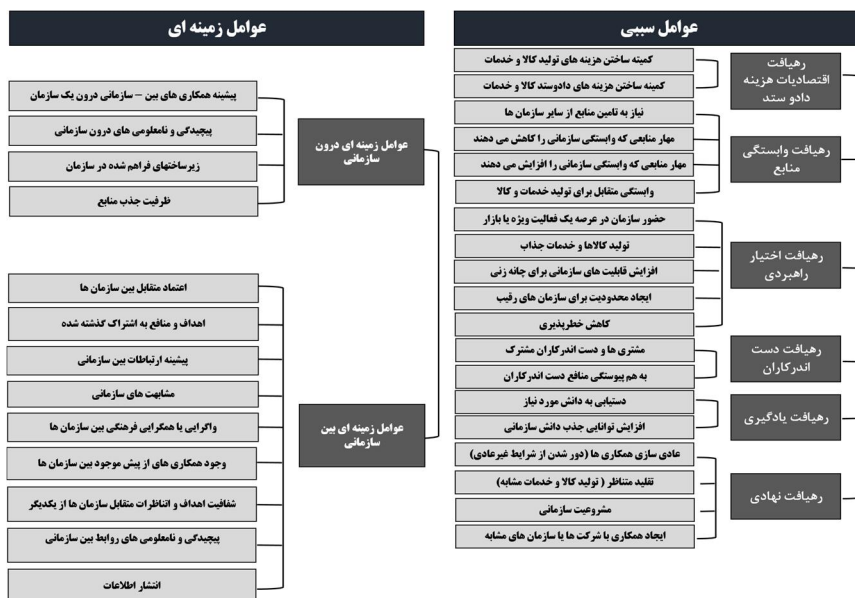 عوامل سببی
رهیافت
اقتصادیات هزینه
دادو ستد
کمینه ساختن هزینه های تولید کالا و خدمات
کمینه ساختن هزینه های دادوستد کالا و خدمات
رهیافت وابستگی
منابع
نیاز به تامین منابع از سایر سازمان ها
مهار منابعی که وابستگی سازمانی را کاهش می دهند
مهار منابعی که وابستگی سازمانی را افزایش می دهند
وابستگی متقابل برای تولید خدمات و کالا
رهیافت اختیار
راهبردی
حضور سازمان در عرصه یک فعالیت ویژه یا بازار
تولید کالاها و خدمات جذاب
افزایش قابلیت های سازمانی برای چانه زنی
ایجاد محدودیت برای سازمان های رقیب
کاهش خطرپذیری
رهیافت دست
اندرکاران
مشتری ها و دست اندرکاران مشترک
به هم پیوستگی منافع دست اندرکاران
رهیافت یادگیری
دستیابی به دانش مورد نیاز
افزایش توانایی جذب دانش سازمانی
رهیافت نهادی
عادی سازی همکاری ها (دور شدن از شرایط غیرعادی)
تقلید متناظر ( تولید کالا و خدمات مشابه)
مشروعیت سازمانی
ایجاد همکاری با شرکت ها یا سازمان های مشابه
عوامل زمینه ای
عوامل زمینه ای درون
سازمانی
پیشینه همکاری های بین – سازمانی درون یک سازمان
پیچیدگی و نامعلومی های درون سازمانی
زیرساختهای فراهم شده در سازمان
ظرفیت جذب منابع
عوامل زمینه ای بین
سازمانی
اعتماد متقابل بین سازمان ها
اهداف و منافع به اشتراک گذشته شده
پیشینه ارتباطات بین سازمانی
مشابهت های سازمانی
واگرایی یا همگرایی فرهنگی بین سازمان ها
وجود همکاری های از پیش موجود بین سازمان ها
شفافیت اهداف و انتظارات متقابل سازمان ها از یکدیگر
پیچیدگی و نامعلومی های روابط بین سازمانی
انتشار اطلاعات